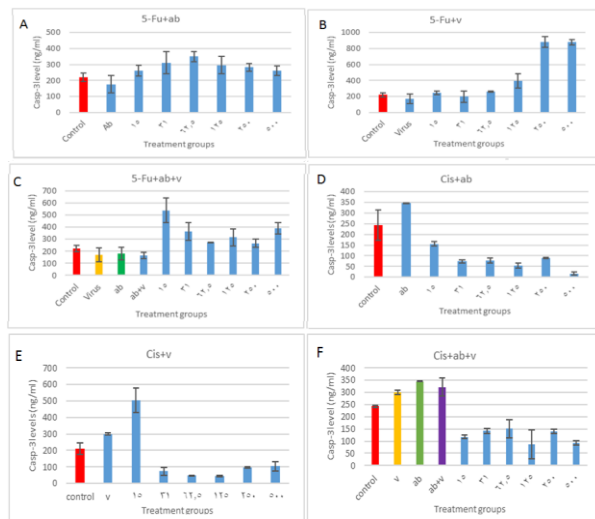 A
5-Fu+ab
Casp-3level (ng/ml)
500
400
300
200
100
0
Control
Ab
١٥
٣١
٦٢,٥
١٢٥
٢٥٠
٥٠٠
Treatment groups
B
5-Fu+v
Casp-3 level (ng/ml)
1000
800
600
400
200
0
Control
Virus
١٥
٣١
٦٢,٥
١٢٥
٢٥٠
٥٠٠
Treatment groups
C
5-Fu+ab+v
Casp-3level (ng/ml)
700
600
500
400
300
200
100
0
Control
Virus
ab
ab+v
١٥
٣١
٦٢,٥
١٢٥
٢٥٠
٥٠٠
Treatment groups
D
Cis+ab
Casp-3 levels (ng/ml)
350
300
250
200
150
100
50
0
Control
ab
١٥
٣١
٦٢,٥
١٢٥
٢٥٠
٥٠٠
Treatment groups
E
Cis+v
Casp-3levels (ng/ml)
700
600
500
400
300
200
100
0
control
v
١٥
٣١
٦٢,٥
١٢٥
٢٥٠
٥٠٠
Treatment groups
F
Cis+ab+v
Casp-3 levels (ng/ml)
400
350
300
250
200
150
100
50
0
control
v
ab
ab+v
١٥
٣١
٦٢,٥
١٢٥
٢٥٠
٥٠٠
Treatment groups